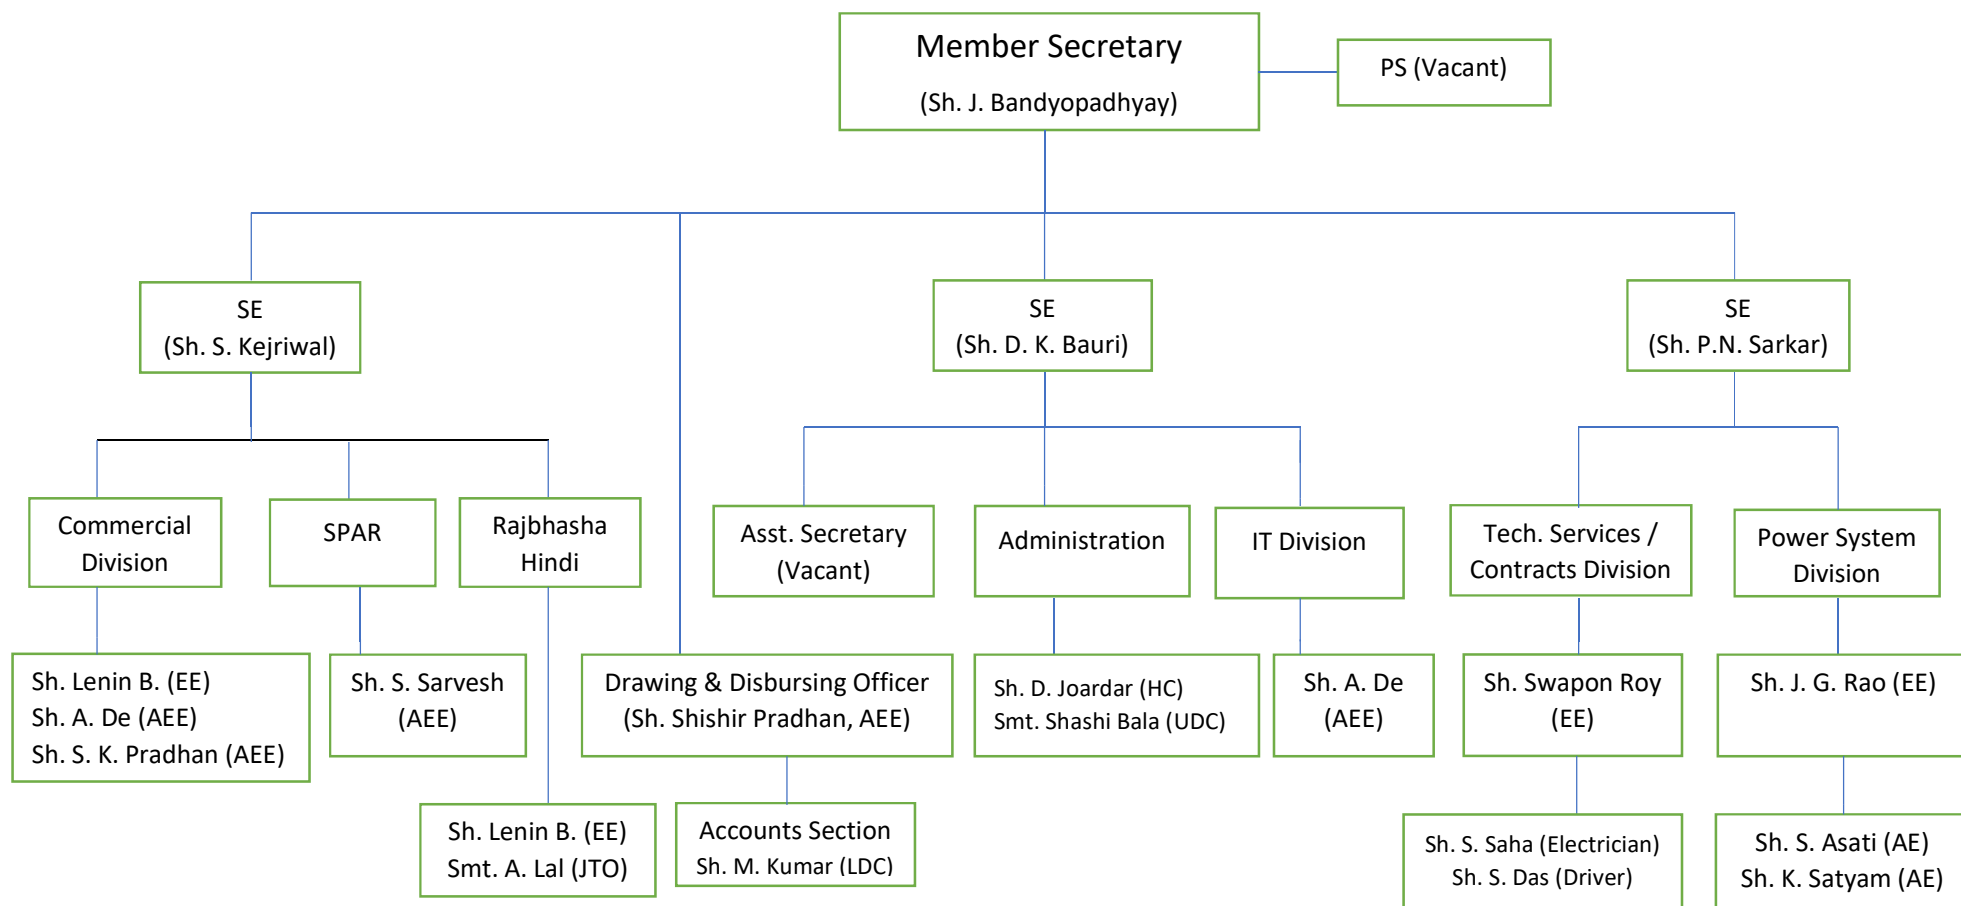 Member Secretary
(Sh. J. Bandyopadhyay)
PS (Vacant)
SE
(Sh. S. Kejriwal)
SE
(Sh. D. K. Bauri)
SE
(Sh. P.N. Sarkar)
Commercial
Division
SPAR
Rajbhasha
Hindi
Asst. Secretary
(Vacant)
Administration
IT Division
Tech. Services /
Contracts Division
Power System
Division
Sh. Lenin B. (EE)
Sh. A. De (AEE)
Sh. S. K. Pradhan (AEE)
Sh. S. Sarvesh
(AEE)
Drawing & Disbursing Officer
(Sh. Shishir Pradhan, AEE)
Sh. D. Joardar (HC)
Smt. Shashi Bala (UDC)
Sh. A. De
(AEE)
Sh. Swapon Roy
(EE)
Sh. J. G. Rao (EE)
Sh. Lenin B. (EE)
Smt. A. Lal (JTO)
Accounts Section
Sh. M. Kumar (LDC)
Sh. S. Saha (Electrician)
Sh. S. Das (Driver)
Sh. S. Asati (AE)
Sh. K. Satyam (AE)